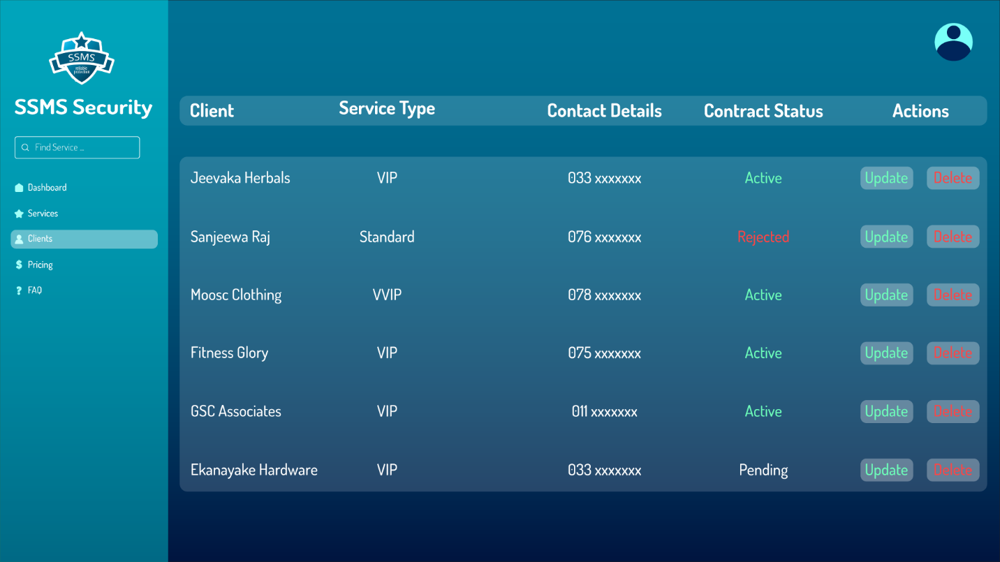 SSMS
reliable
protection
SSMS Security
Find Service ...
Dashboard
Services
Clients
Pricing
FAQ
Client Service Type Contact Details Contract Status Actions
Jeevaka Herbals VIP 033 xxxxxxx Active Update Delete
Sanjeewa Raj Standard 076 xxxxxxx Rejected Update Delete
Moosc Clothing VVIP 078 xxxxxxx Active Update Delete
Fitness Glory VIP 075 xxxxxxx Active Update Delete
GSC Associates VIP 011 xxxxxxx Active Update Delete
Ekanayake Hardware VIP 033 xxxxxxx Pending Update Delete